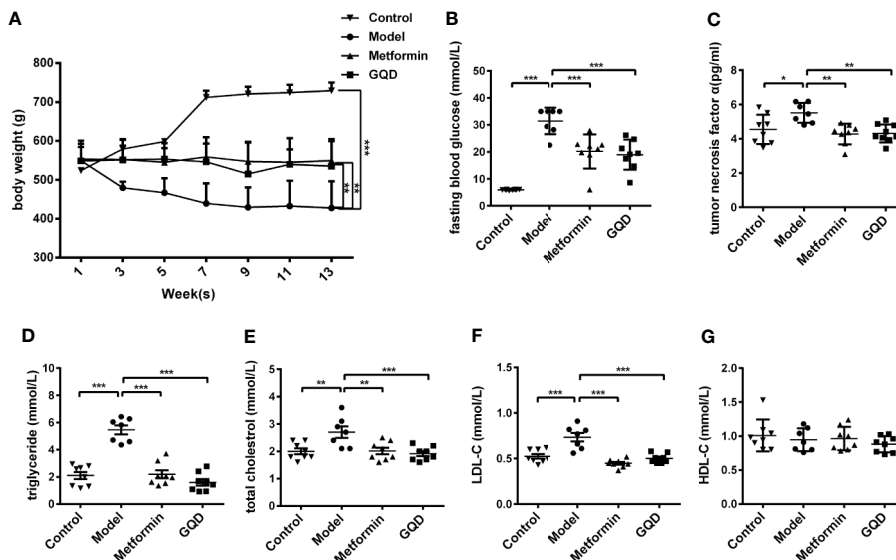 A
Control
Model
Metformin
GQD
body weight (g)
800
700
600
500
400
300
1
3
5
7
9
11
13
Week(s)
***
**
**
B
fasting blood glucose (mmol/L)
50
40
30
20
10
0
***
***
***
Control
Model
Metformin
GQD
C
tumor necrosis factor α(pg/ml)
8
6
4
2
0
**
*
**
Control
Model
Metformin
GQD
D
triglyceride (mmol/L)
10
8
6
4
2
0
***
***
***
Control
Model
Metformin
GQD
E
total cholestrol (mmol/L)
5
4
3
2
1
0
***
**
**
Control
Model
Metformin
GQD
F
LDL-C (mmol/L)
1.5
1.0
0.5
0.0
***
***
***
Control
Model
Metformin
GQD
G
HDL-C (mmol/L)
2.0
1.5
1.0
0.5
0.0
Control
Model
Metformin
GQD